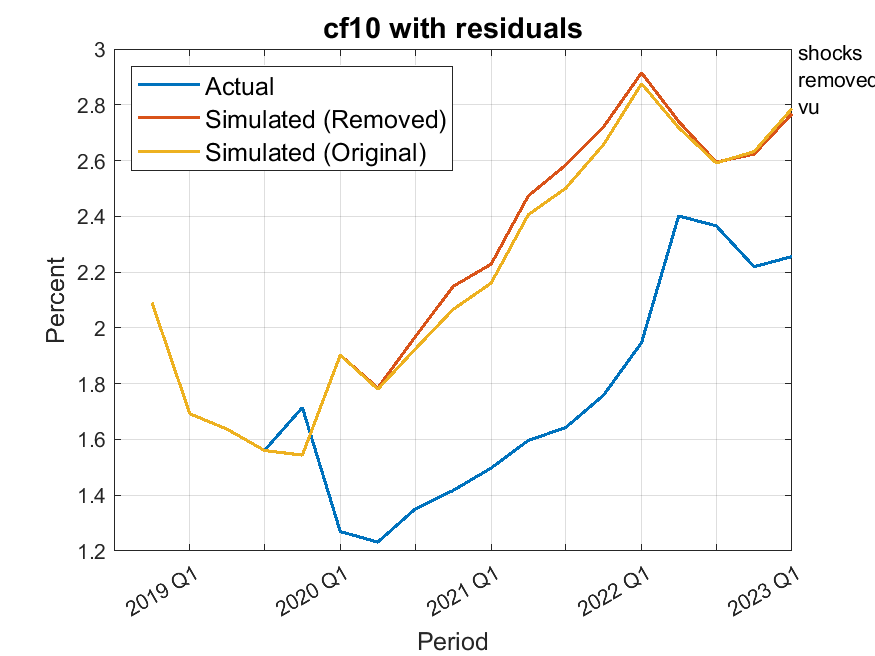 cf10 with residuals
3
shocks
removed
vu
Actual
Simulated (Removed)
Simulated (Original)
2.8
2.6
2.4
2.2
2
1.8
1.6
1.4
1.2
Percent
2019 Q1
2020 Q1
2021 Q1
2022 Q1
2023 Q1
Period